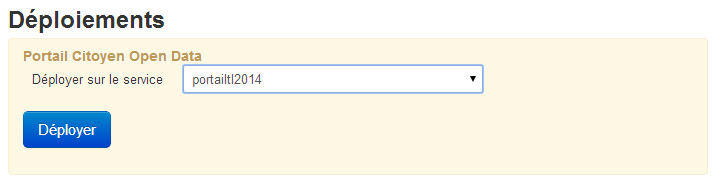 Déploiements
Portail Citoyen Open Data
Déployer sur le service portailtl2014
Déployer